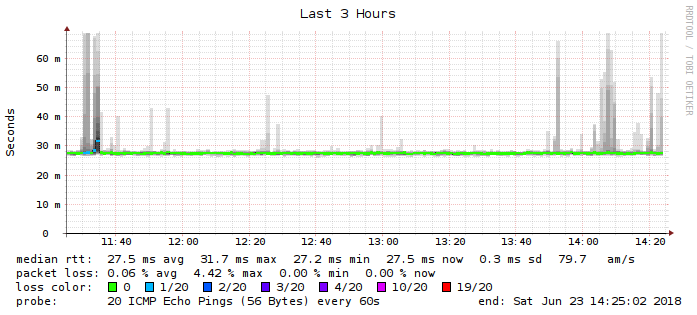 Last 3 Hours
RRDTOOL / TOBI OETIKER
Seconds
60 m
50 m
40 m
30 m
20 m
10 m
0
11:40 12:00 12:20 12:40 13:00 13:20 13:40 14:00 14:20
median rtt: 27.5 ms avg 31.7 ms max 27.2 ms min 27.5 ms now 0.3 ms sd 79.7 am/s
packet loss: 0.06 % avg 4.42 % max 0.00 % min 0.00 % now
loss color: 0 1/20 2/20 3/20 4/20 10/20 19/20
probe: 20 ICMP Echo Pings (56 Bytes) every 60s end: Sat Jun 23 14:25:02 2018